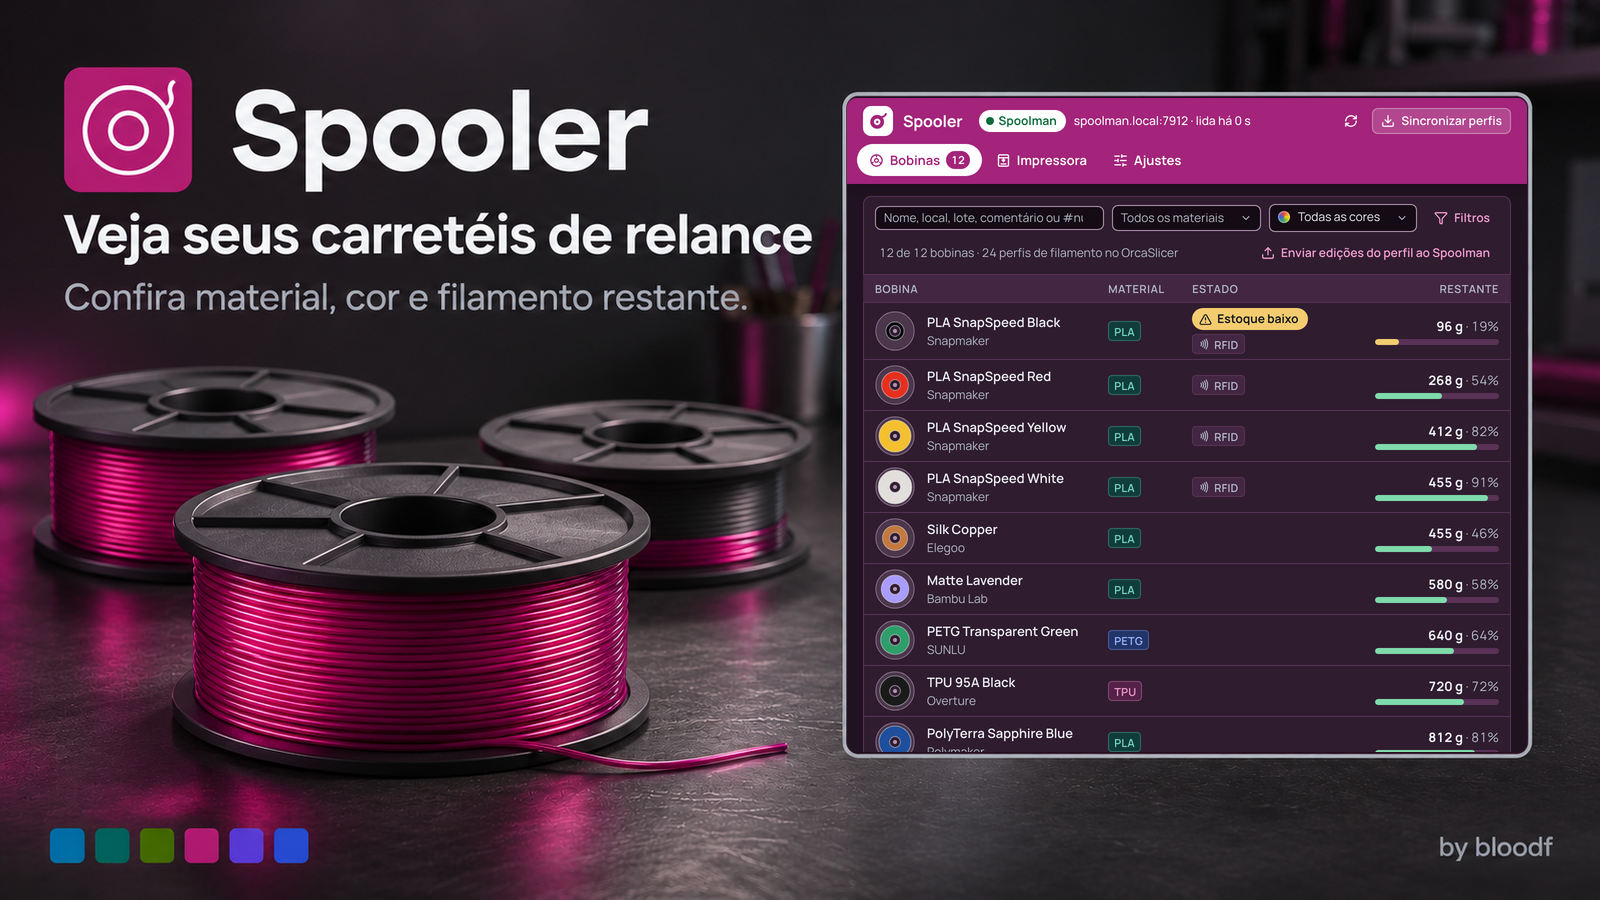 Spooler
Veja seus carretéis de relance
Confira material, cor e filamento restante.
Spooler
Spoolman
spoolman.local:7912 · lida há 0 s
Sincronizar perfis
Bobinas 12
Impressora
Ajustes
Nome, local, lote, comentário ou #nu
Todos os materiais
Todas as cores
Filtros
12 de 12 bobinas · 24 perfis de filamento no OrcaSlicer
Enviar edições do perfil ao Spoolman
BOBINA MATERIAL ESTADO RESTANTE
PLA SnapSpeed Black
Snapmaker
PLA
Estoque baixo
RFID
96 g · 19%
PLA SnapSpeed Red
Snapmaker
PLA
RFID
268 g · 54%
PLA SnapSpeed Yellow
Snapmaker
PLA
RFID
412 g · 82%
PLA SnapSpeed White
Snapmaker
PLA
RFID
455 g · 91%
Silk Copper
Elegoo
PLA
455 g · 46%
Matte Lavender
Bambu Lab
PLA
580 g · 58%
PETG Transparent Green
SUNLU
PETG
640 g · 64%
TPU 95A Black
Overture
TPU
720 g · 72%
PolyTerra Sapphire Blue
Polymaker
PLA
812 g · 81%
by bloodf